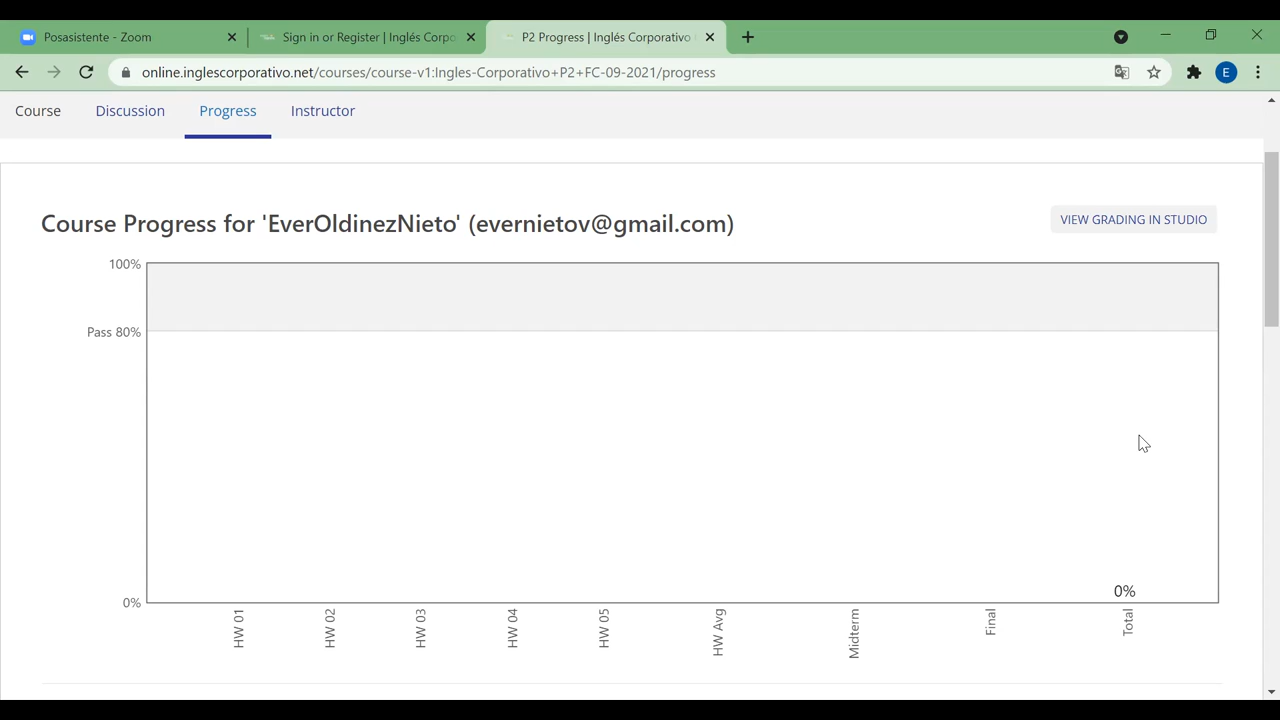 Posasistente - Zoom
Sign in or Register | Inglés Corpo
P2 Progress | Inglés Corporativo
online.inglescorporativo.net/courses/course-v1:Ingles-Corporativo+P2+FC-09-2021/progress
E
Course Discussion Progress Instructor
Course Progress for 'EverOldinezNieto' (evernietov@gmail.com)
VIEW GRADING IN STUDIO
100%
Pass 80%
0%
0%
HW 01
HW 02
HW 03
HW 04
HW 05
HW Avg
Midterm
Final
Total